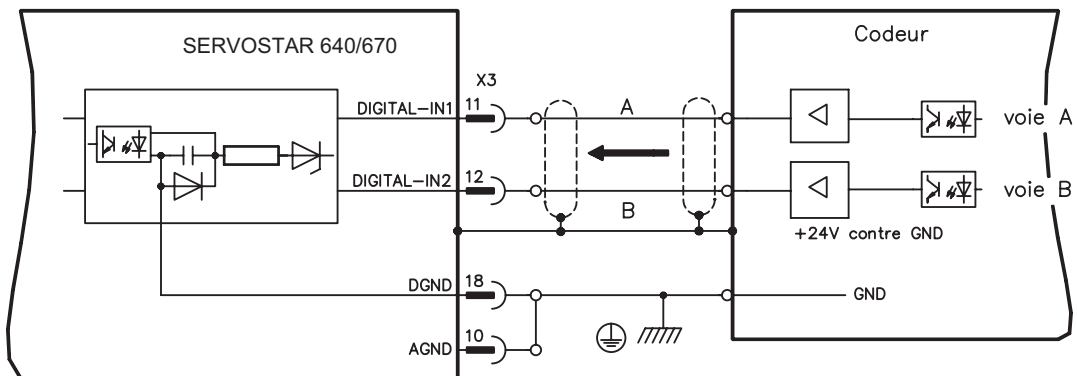 SERVOSTAR 640/670
Codeur
X3
DIGITAL-IN1
11
A
voie A
DIGITAL-IN2
12
B
voie B
+24V contre GND
DGND
18
GND
10
AGND